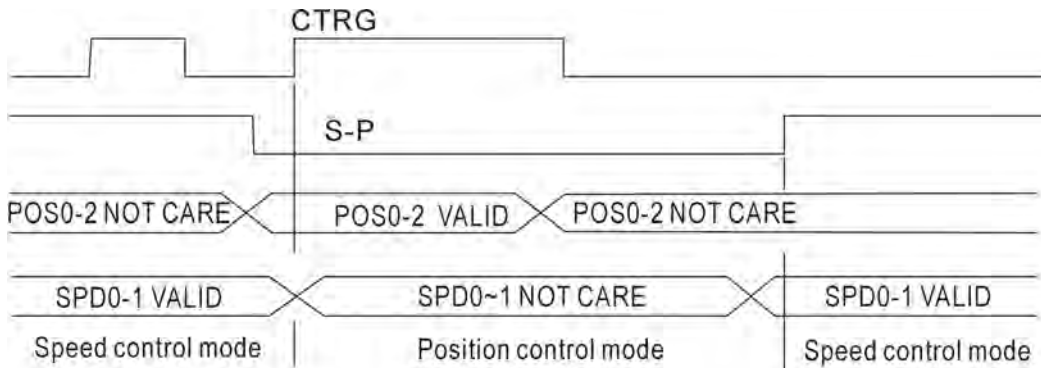 CTRG
S-P
POS0-2 NOT CARE POS0-2 VALID POS0-2 NOT CARE
SPD0-1 VALID SPD0~1 NOT CARE SPD0-1 VALID
Speed control mode Position control mode Speed control mode